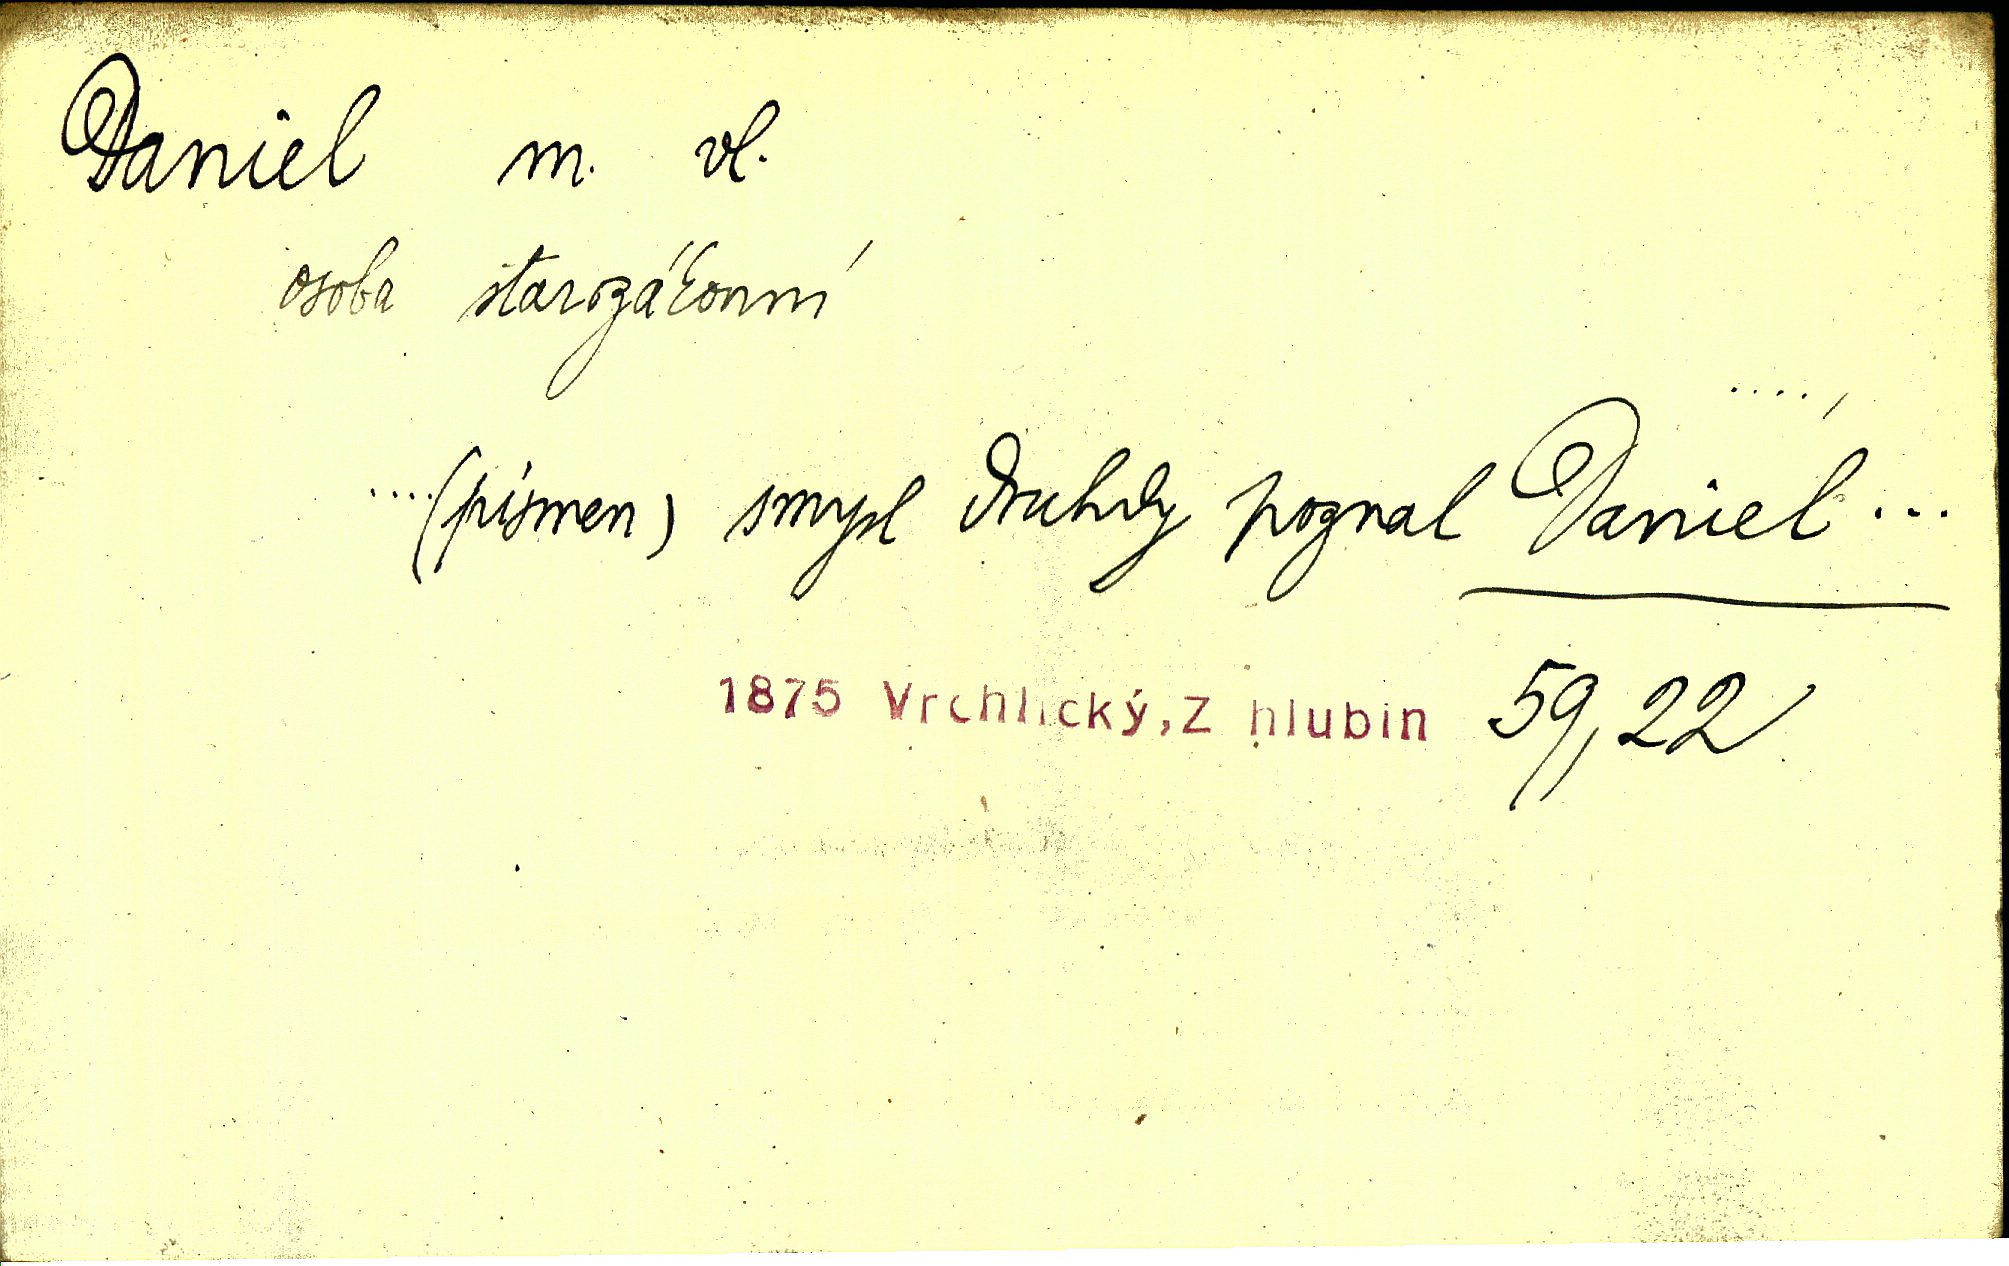 Daniel m. vl.
osoba starozákonní
...., 
....(písmen) smysl druhdy poznal Daniel...
1875 Vrchlický, Z hlubin 59,22